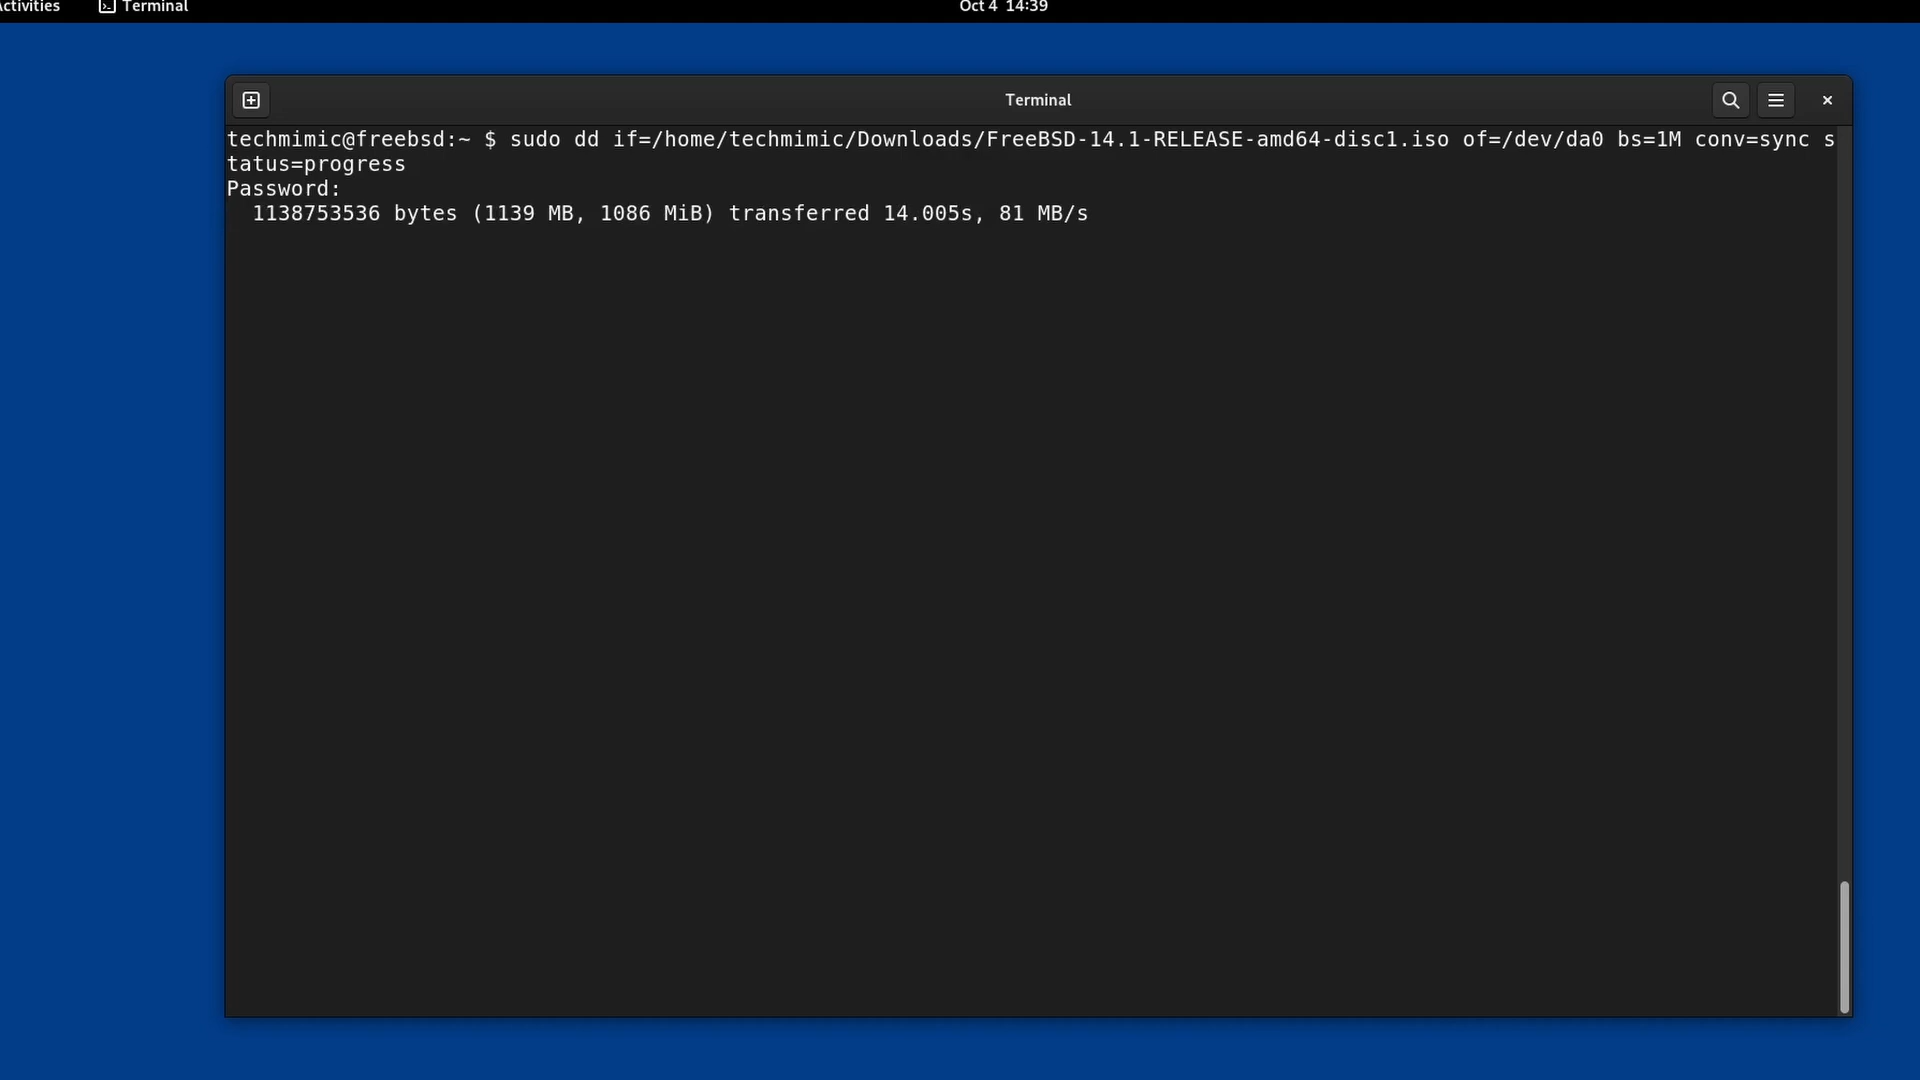 ctivities Terminal Oct 4 14:39
Terminal
techmimic@freebsd:~ $ sudo dd if=/home/techmimic/Downloads/FreeBSD-14.1-RELEASE-amd64-disc1.iso of=/dev/da0 bs=1M conv=sync s
tatus=progress
Password:
1138753536 bytes (1139 MB, 1086 MiB) transferred 14.005s, 81 MB/s